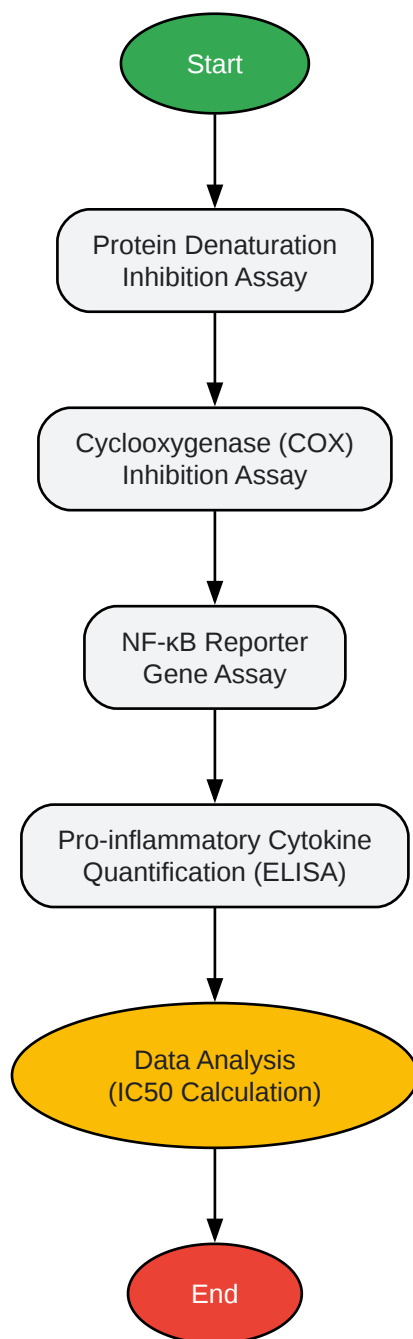 Start
Protein Denaturation
Inhibition Assay
Cyclooxygenase (COX)
Inhibition Assay
NF-κB Reporter
Gene Assay
Pro-inflammatory Cytokine
Quantification (ELISA)
Data Analysis
(IC50 Calculation)
End